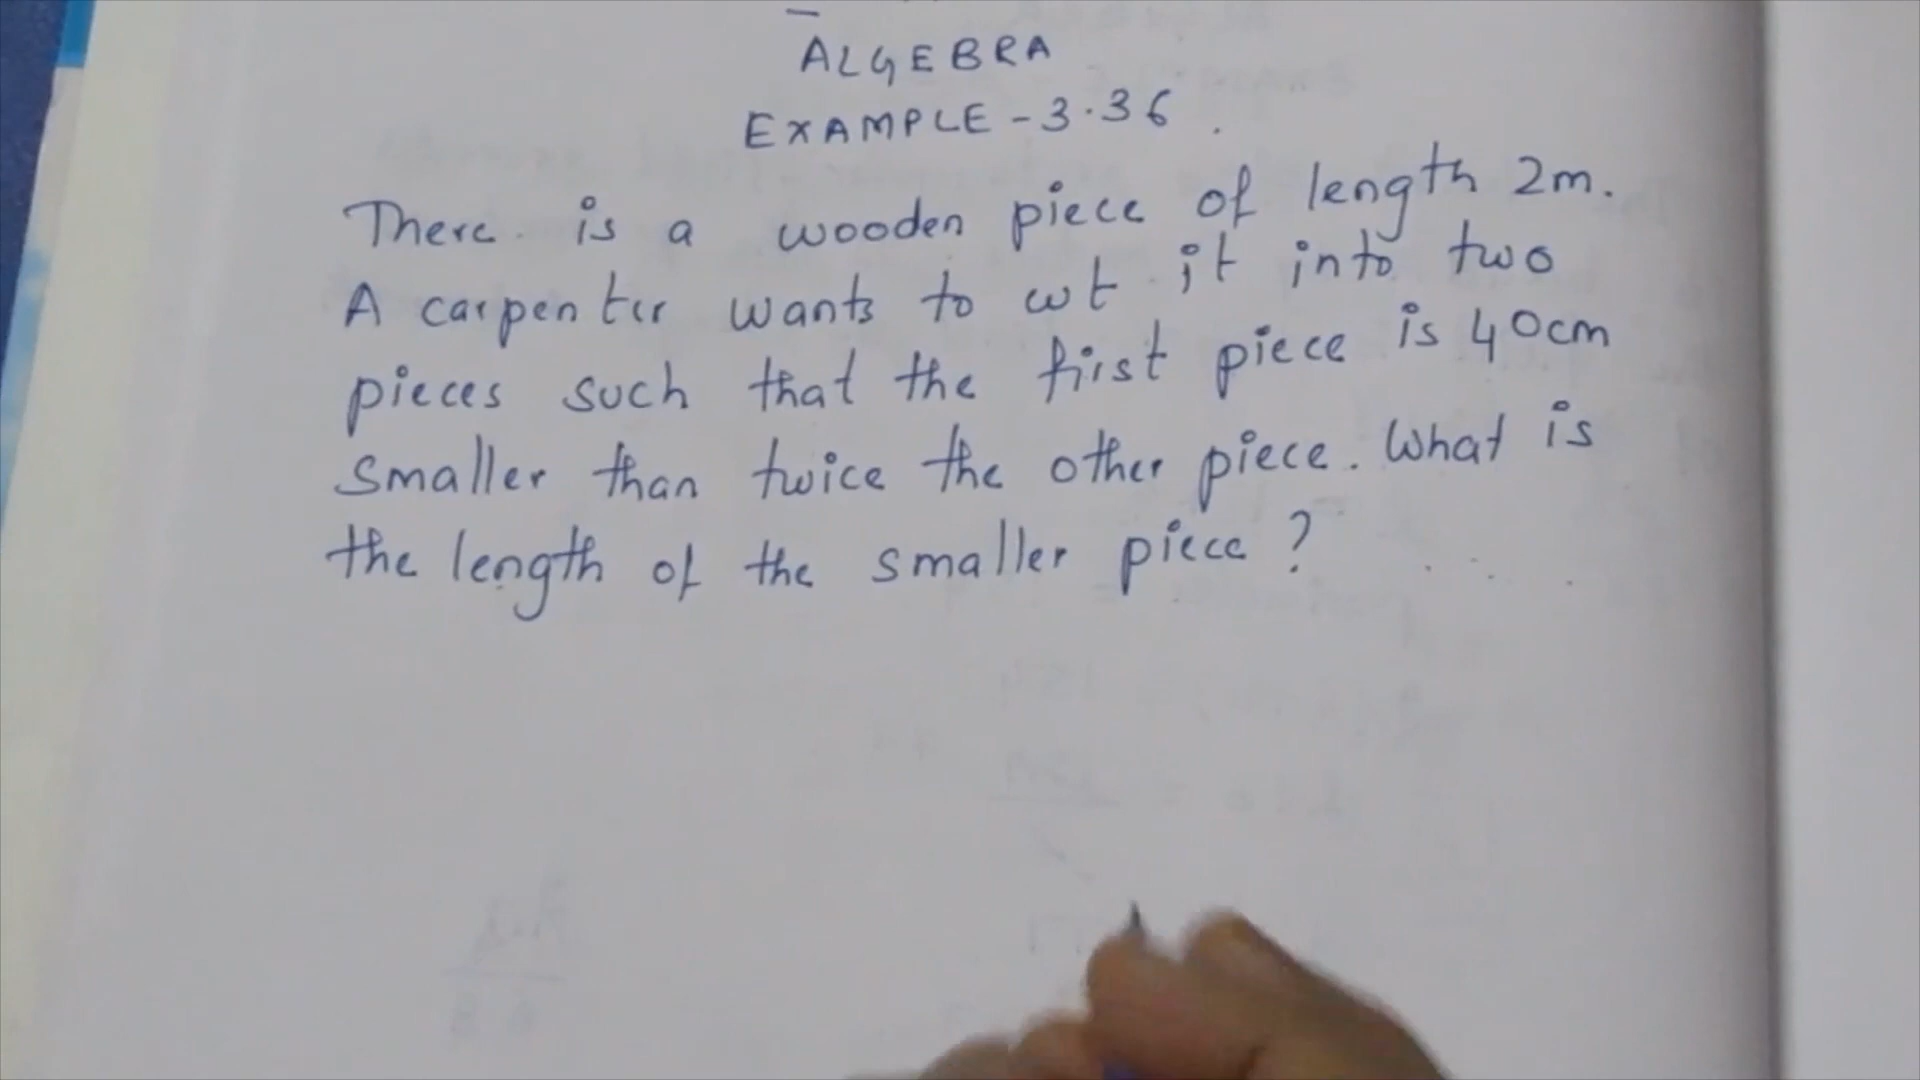 ALGEBRA
EXAMPLE - 3.36.
There is a wooden piece of length 2m.
A carpenter wants to cut it into two
pieces such that the first piece is 40cm
smaller than twice the other piece. What is
the length of the smaller piece?